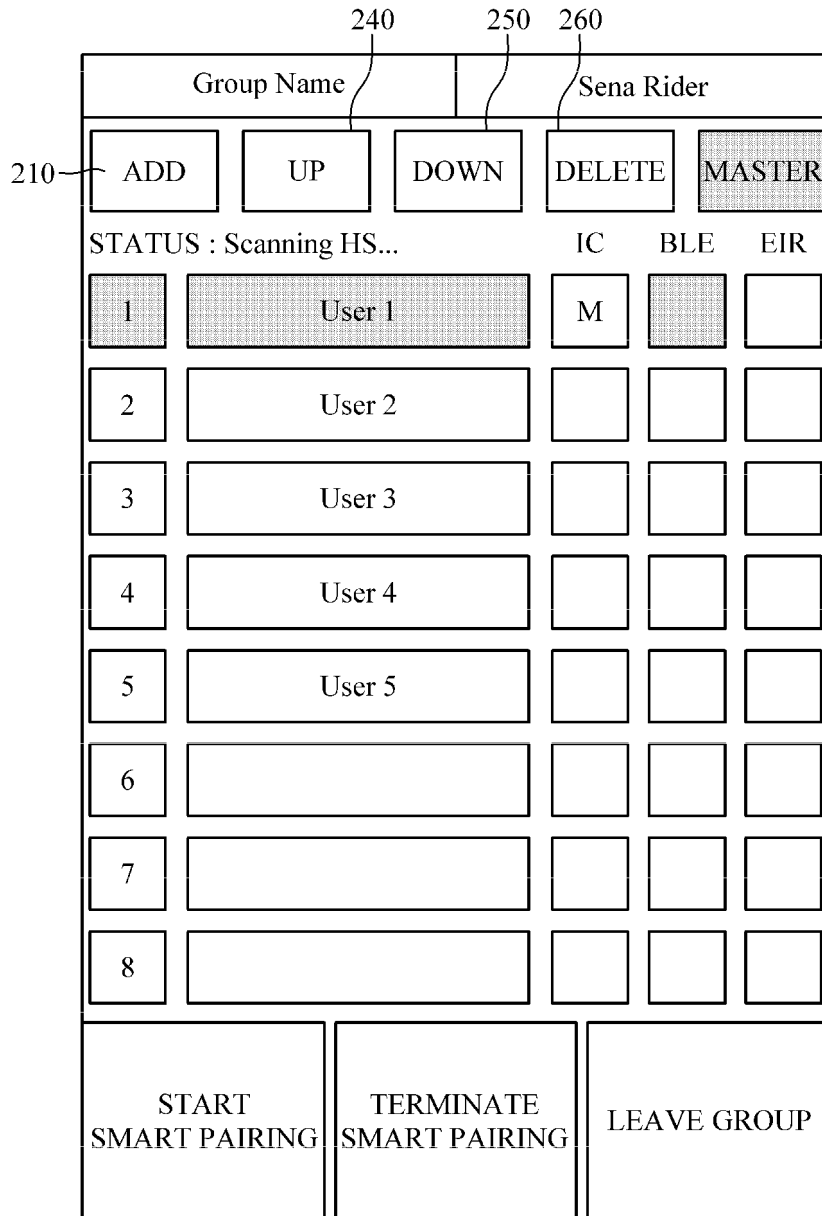 240 250 260
Group Name Sena Rider
210 ADD UP DOWN DELETE MASTER
STATUS : Scanning HS... IC BLE EIR
1 User 1 M
2 User 2
3 User 3
4 User 4
5 User 5
6
7
8
START SMART PAIRING
TERMINATE SMART PAIRING
LEAVE GROUP